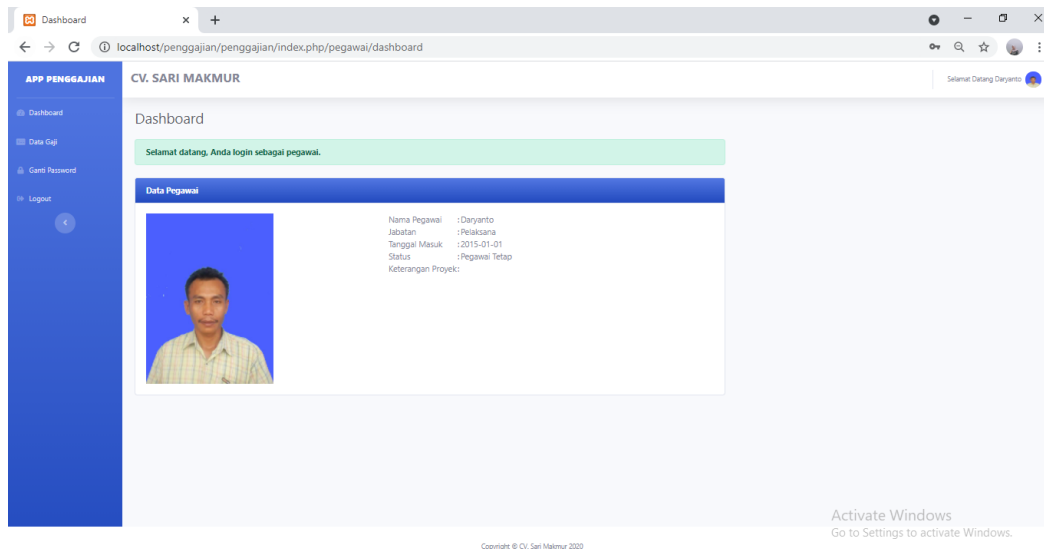 Dashboard
localhost/penggajian/penggajian/index.php/pegawai/dashboard
APP PENGGAJIAN
CV. SARI MAKMUR
Selamat Datang Daryanto
Dashboard
Data Gaji
Ganti Password
Logout
Dashboard
Selamat datang, Anda login sebagai pegawai.
Data Pegawai
Nama Pegawai : Daryanto
Jabatan : Pelaksana
Tanggal Masuk : 2015-01-01
Status : Pegawai Tetap
Keterangan Proyek:
Activate Windows
Go to Settings to activate Windows.
Copyright © CV. Sari Makmur 2020